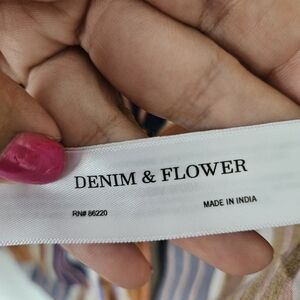 DENIM & FLOWER
RN# 86220 MADE IN INDIA